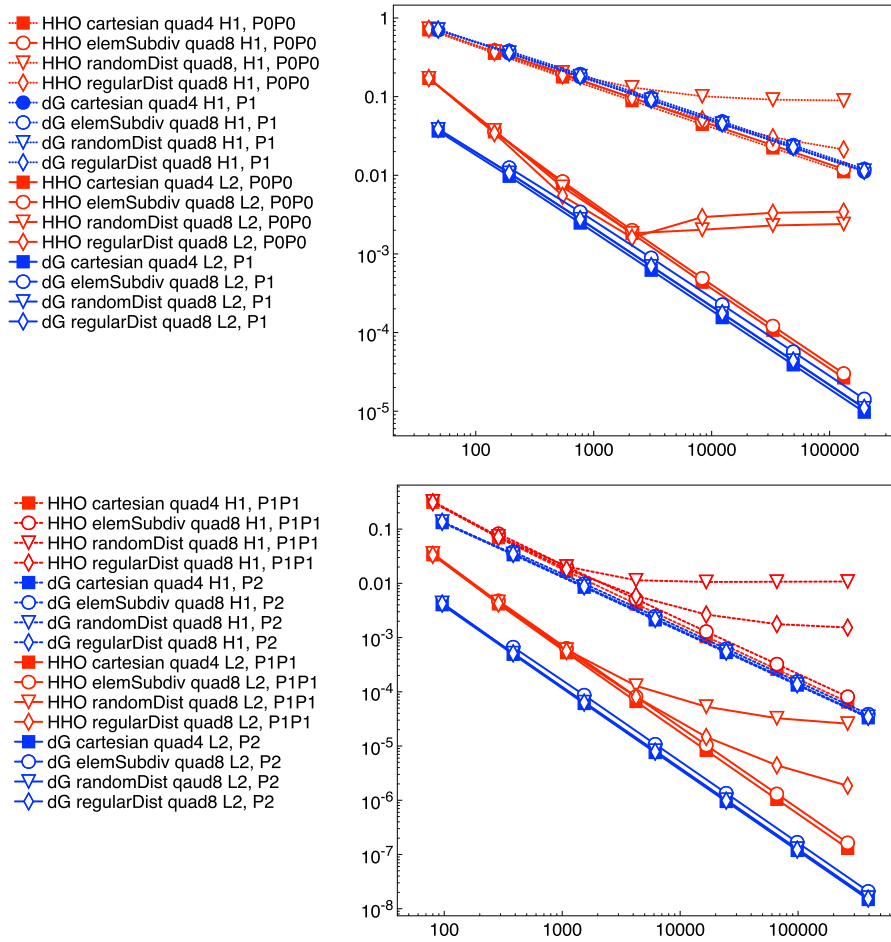 HHO cartesian quad4 H1, P0P0
HHO elemSubdiv quad8 H1, P0P0
HHO randomDist quad8, H1, P0P0
HHO regularDist quad8 H1, P0P0
dG cartesian quad4 H1, P1
dG elemSubdiv quad8 H1, P1
dG randomDist quad8 H1, P1
dG regularDist quad8 H1, P1
HHO cartesian quad4 L2, P0P0
HHO elemSubdiv quad8 L2, P0P0
HHO randomDist quad8 L2, P0P0
HHO regularDist quad8 L2, P0P0
dG cartesian quad4 L2, P1
dG elemSubdiv quad8 L2, P1
dG randomDist quad8 L2, P1
dG regularDist quad8 L2, P1
1
0.1
0.01
10^-3
10^-4
10^-5
100 1000 10000 100000
HHO cartesian quad4 H1, P1P1
HHO elemSubdiv quad8 H1, P1P1
HHO randomDist quad8 H1, P1P1
HHO regularDist quad8 H1, P1P1
dG cartesian quad4 H1, P2
dG elemSubdiv quad8 H1, P2
dG randomDist quad8 H1, P2
dG regularDist quad8 H1, P2
HHO cartesian quad4 L2, P1P1
HHO elemSubdiv quad8 L2, P1P1
HHO randomDist quad8 L2, P1P1
HHO regularDist quad8 L2, P1P1
dG cartesian quad4 L2, P2
dG elemSubdiv quad8 L2, P2
dG randomDist qaud8 L2, P2
dG regularDist quad8 L2, P2
0.1
0.01
10^-3
10^-4
10^-5
10^-6
10^-7
10^-8
100 1000 10000 100000